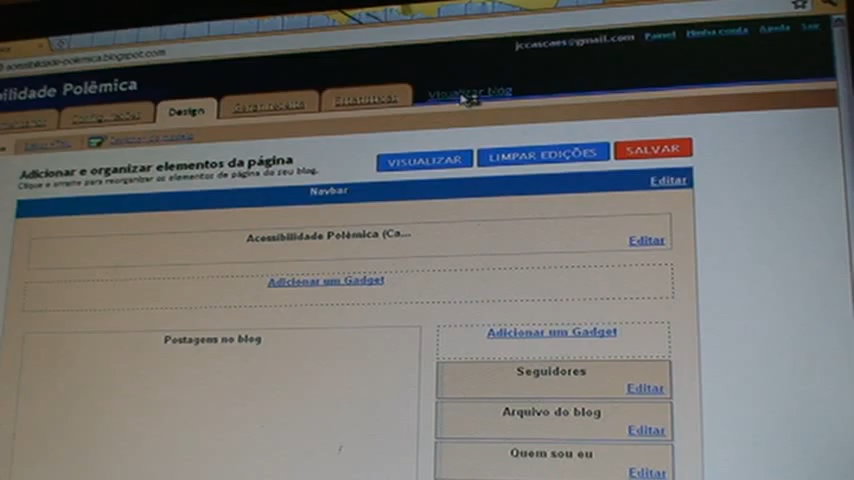 acessibilidade-polemica.blogspot.com
jccascaes@gmail.com Painel Minha conta Ajuda Sair
ilidade Polêmica
Configurações Design Estatísticas Visualizar blog
Adicionar e organizar elementos da página
Clique e arraste para reorganizar os elementos de página do seu blog.
VISUALIZAR LIMPAR EDIÇÕES SALVAR
Navbar Editar
Acessibilidade Polêmica (Ca...
Editar
Adicionar um Gadget
Postagens no blog
Adicionar um Gadget
Seguidores
Editar
Arquivo do blog
Editar
Quem sou eu
Editar